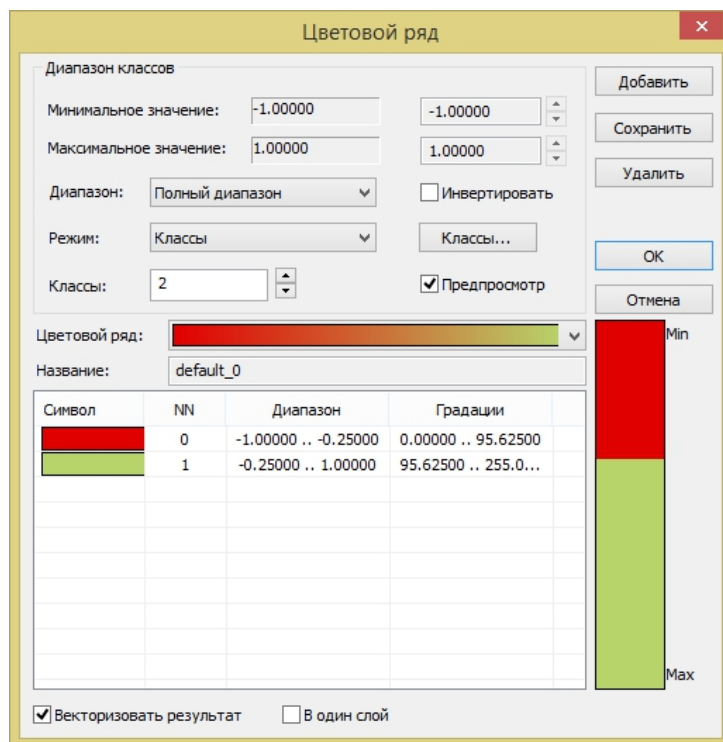 Цветовой ряд
Диапазон классов
Минимальное значение: -1.00000 -1.00000
Максимальное значение: 1.00000 1.00000
Диапазон: Полный диапазон Инвертировать
Режим: Классы Классы...
Классы: 2 Предпросмотр
Добавить
Сохранить
Удалить
OK
Отмена
Цветовой ряд:
Название: default_0
Символ NN Диапазон Градации
0 -1.00000 .. -0.25000 0.00000 .. 95.62500
1 -0.25000 .. 1.00000 95.62500 .. 255.0...
Min
Max
Векторизовать результат В один слой